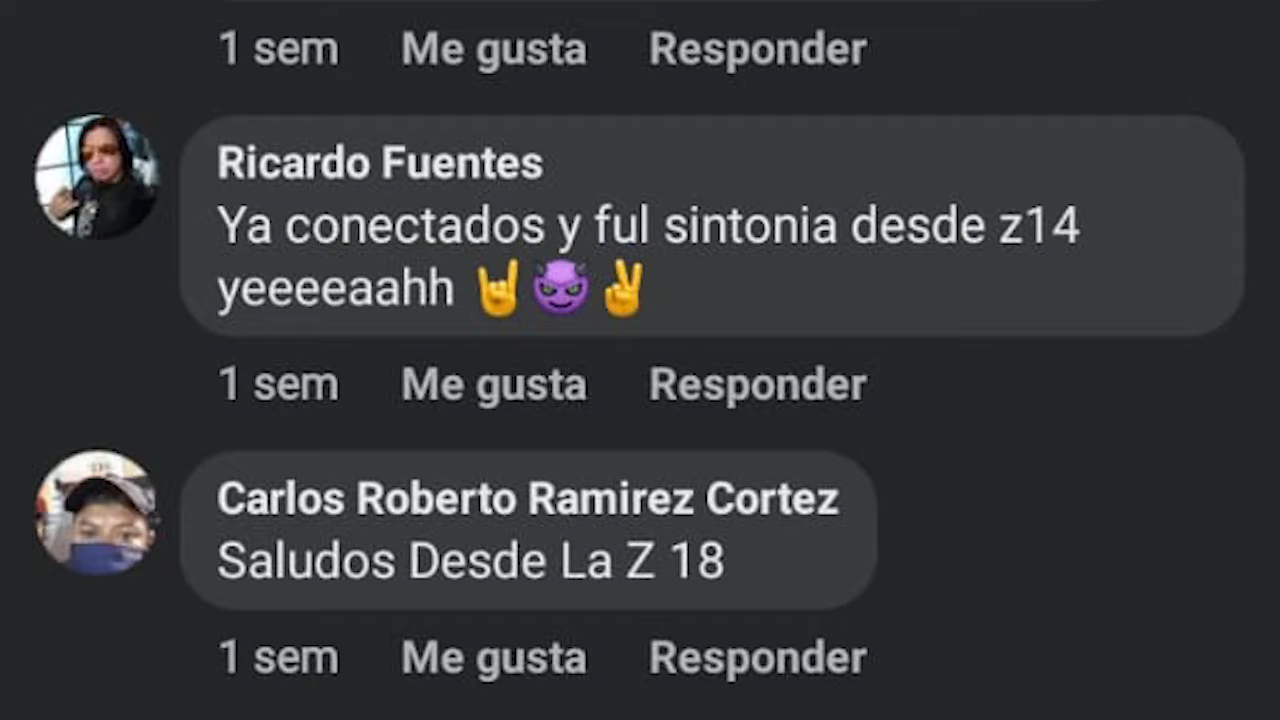 1 sem Me gusta Responder
Ricardo Fuentes
Ya conectados y ful sintonia desde z14
yeeeeaahh 🤘😈✌️
1 sem Me gusta Responder
Carlos Roberto Ramirez Cortez
Saludos Desde La Z 18
1 sem Me gusta Responder